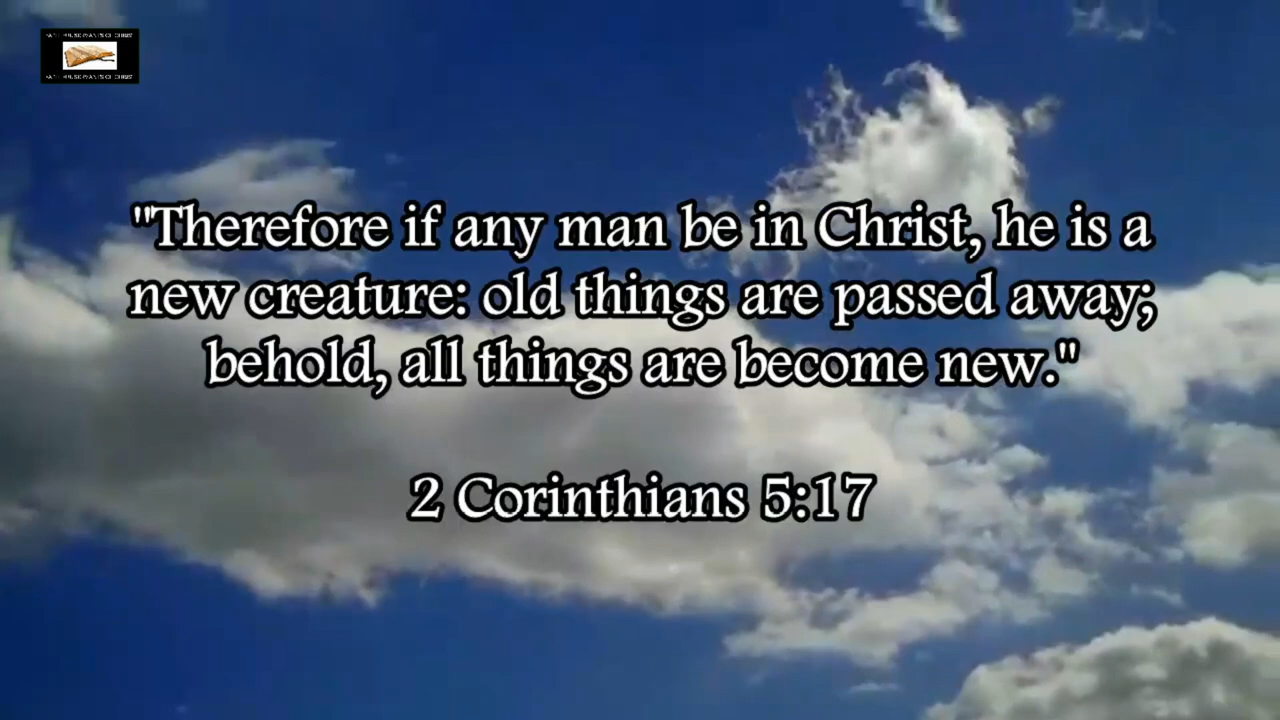 "Therefore if any man be in Christ, he is a
new creature: old things are passed away;
behold, all things are become new."
2 Corinthians 5:17